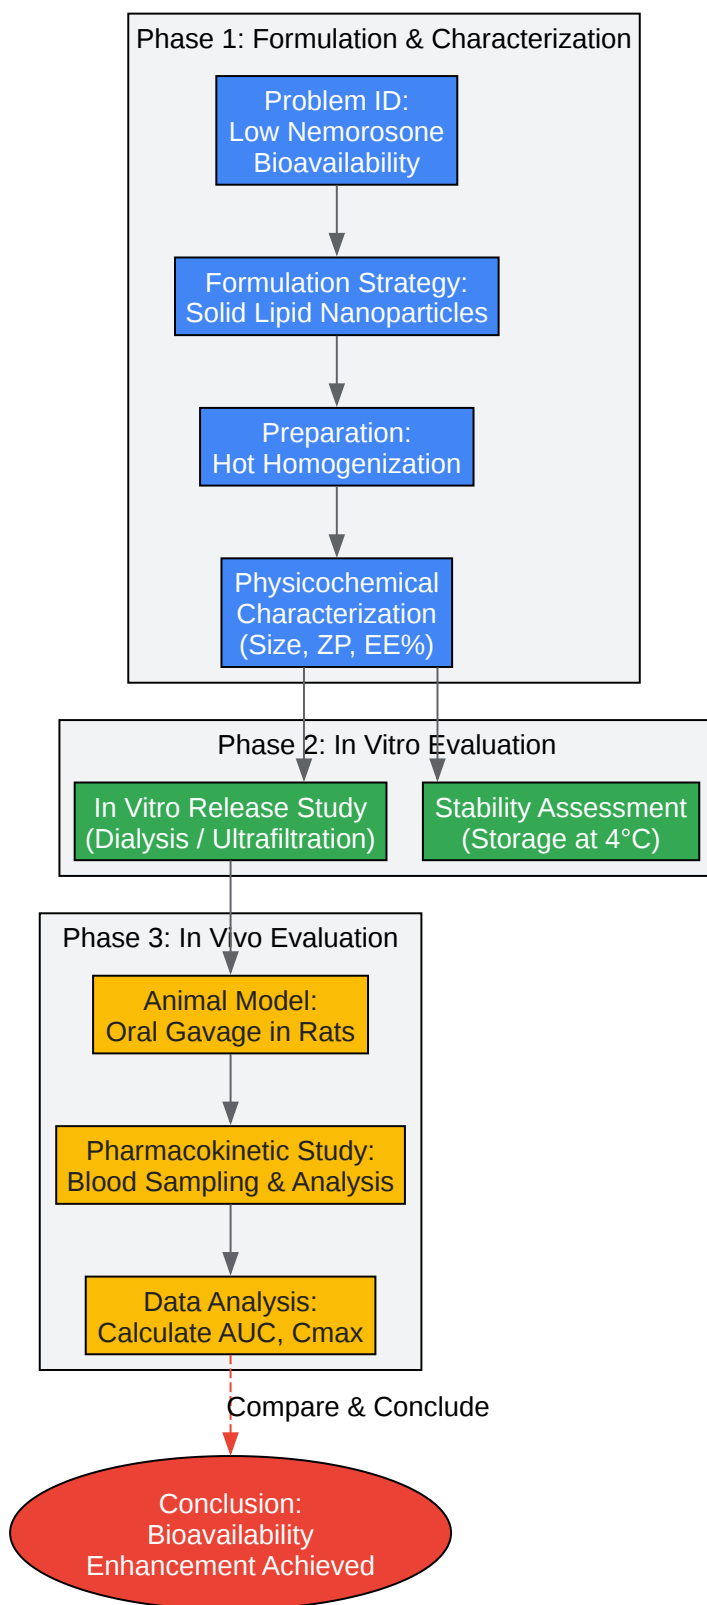 Phase 1: Formulation & Characterization
Problem ID:
Low Nemorosone
Bioavailability
Formulation Strategy:
Solid Lipid Nanoparticles
Preparation:
Hot Homogenization
Physicochemical
Characterization
(Size, ZP, EE%)
Phase 2: In Vitro Evaluation
In Vitro Release Study
(Dialysis / Ultrafiltration)
Stability Assessment
(Storage at 4°C)
Phase 3: In Vivo Evaluation
Animal Model:
Oral Gavage in Rats
Pharmacokinetic Study:
Blood Sampling & Analysis
Data Analysis:
Calculate AUC, Cmax
Compare & Conclude
Conclusion:
Bioavailability
Enhancement Achieved